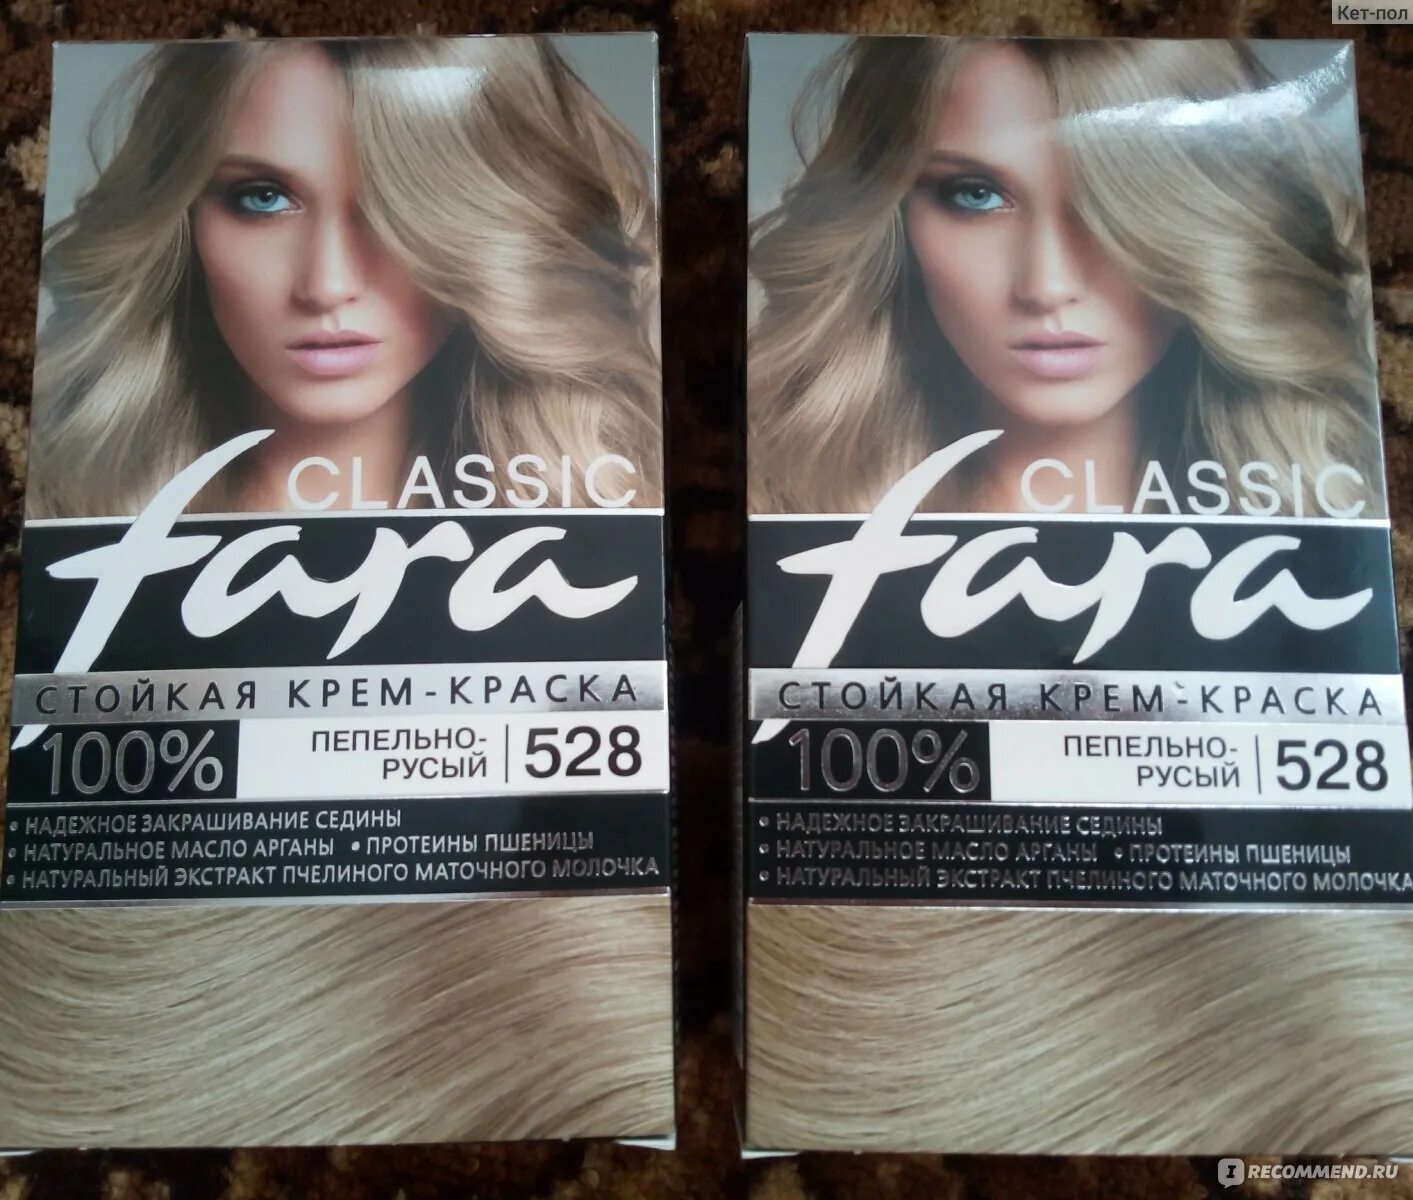 Кет-пол
CLASSIC
fara
СТОЙКАЯ КРЕМ-КРАСКА
100%
ПЕПЕЛЬНО-
РУСЫЙ
528
• НАДЕЖНОЕ ЗАКРАШИВАНИЕ СЕДИНЫ
• НАТУРАЛЬНОЕ МАСЛО АРГАНЫ • ПРОТЕИНЫ ПШЕНИЦЫ
• НАТУРАЛЬНЫЙ ЭКСТРАКТ ПЧЕЛИНОГО МАТОЧНОГО МОЛОЧКА
CLASSIC
fara
СТОЙКАЯ КРЕМ-КРАСКА
100%
ПЕПЕЛЬНО-
РУСЫЙ
528
• НАДЕЖНОЕ ЗАКРАШИВАНИЕ СЕДИНЫ
• НАТУРАЛЬНОЕ МАСЛО АРГАНЫ • ПРОТЕИНЫ ПШЕНИЦЫ
• НАТУРАЛЬНЫЙ ЭКСТРАКТ ПЧЕЛИНОГО МАТОЧНОГО МОЛОЧКА
I RECOMMEND.RU